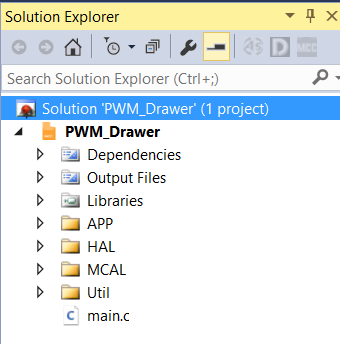 Solution Explorer
MCC
Search Solution Explorer (Ctrl+;)
Solution 'PWM_Drawer' (1 project)
PWM_Drawer
Dependencies
Output Files
Libraries
APP
HAL
MCAL
Util
C main.c